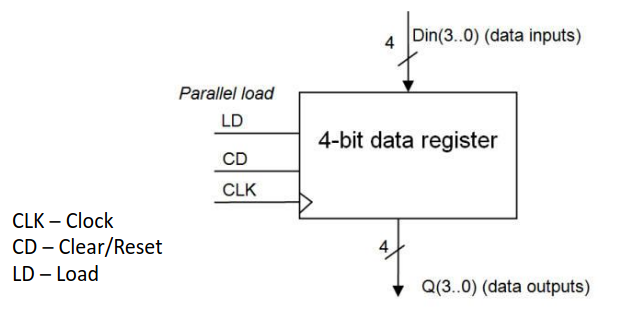 4 Din(3..0) (data inputs)
Parallel load
LD
4-bit data register
CD
CLK
CLK – Clock
CD – Clear/Reset
LD – Load
4
Q(3..0) (data outputs)